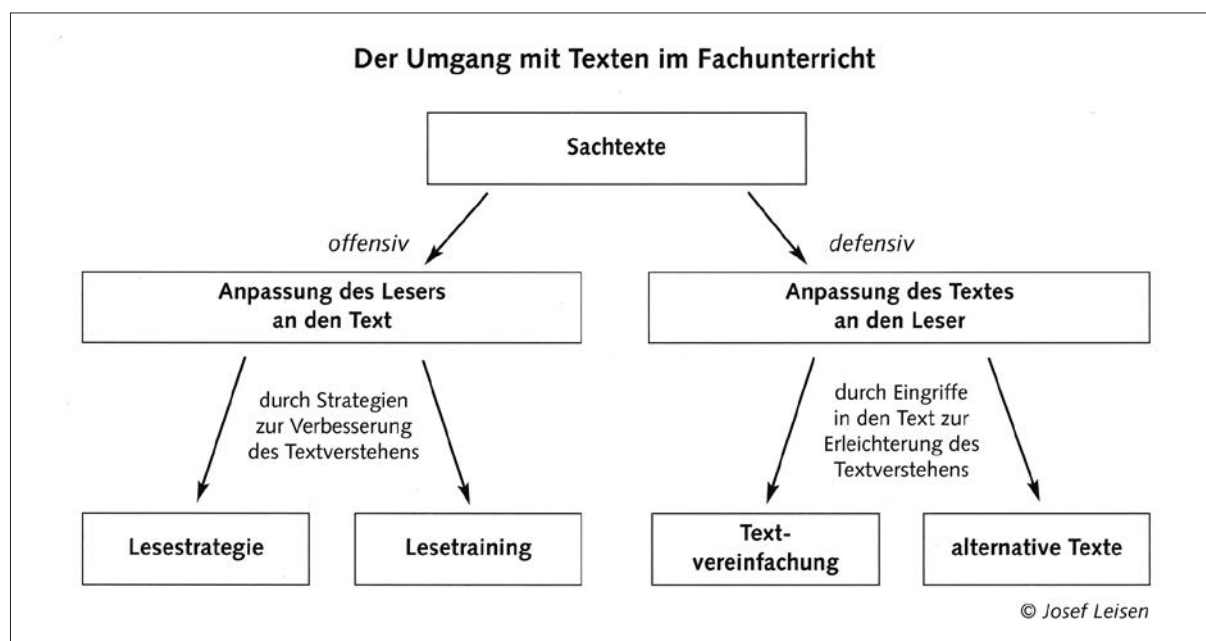 Der Umgang mit Texten im Fachunterricht
Sachtexte
offensiv
defensiv
Anpassung des Lesers
an den Text
Anpassung des Textes
an den Leser
durch Strategien
zur Verbesserung
des Textverstehens
durch Eingriffe
in den Text zur
Erleichterung des
Textverstehens
Lesestrategie
Lesetraining
Text-
vereinfachung
alternative Texte
© Josef Leisen